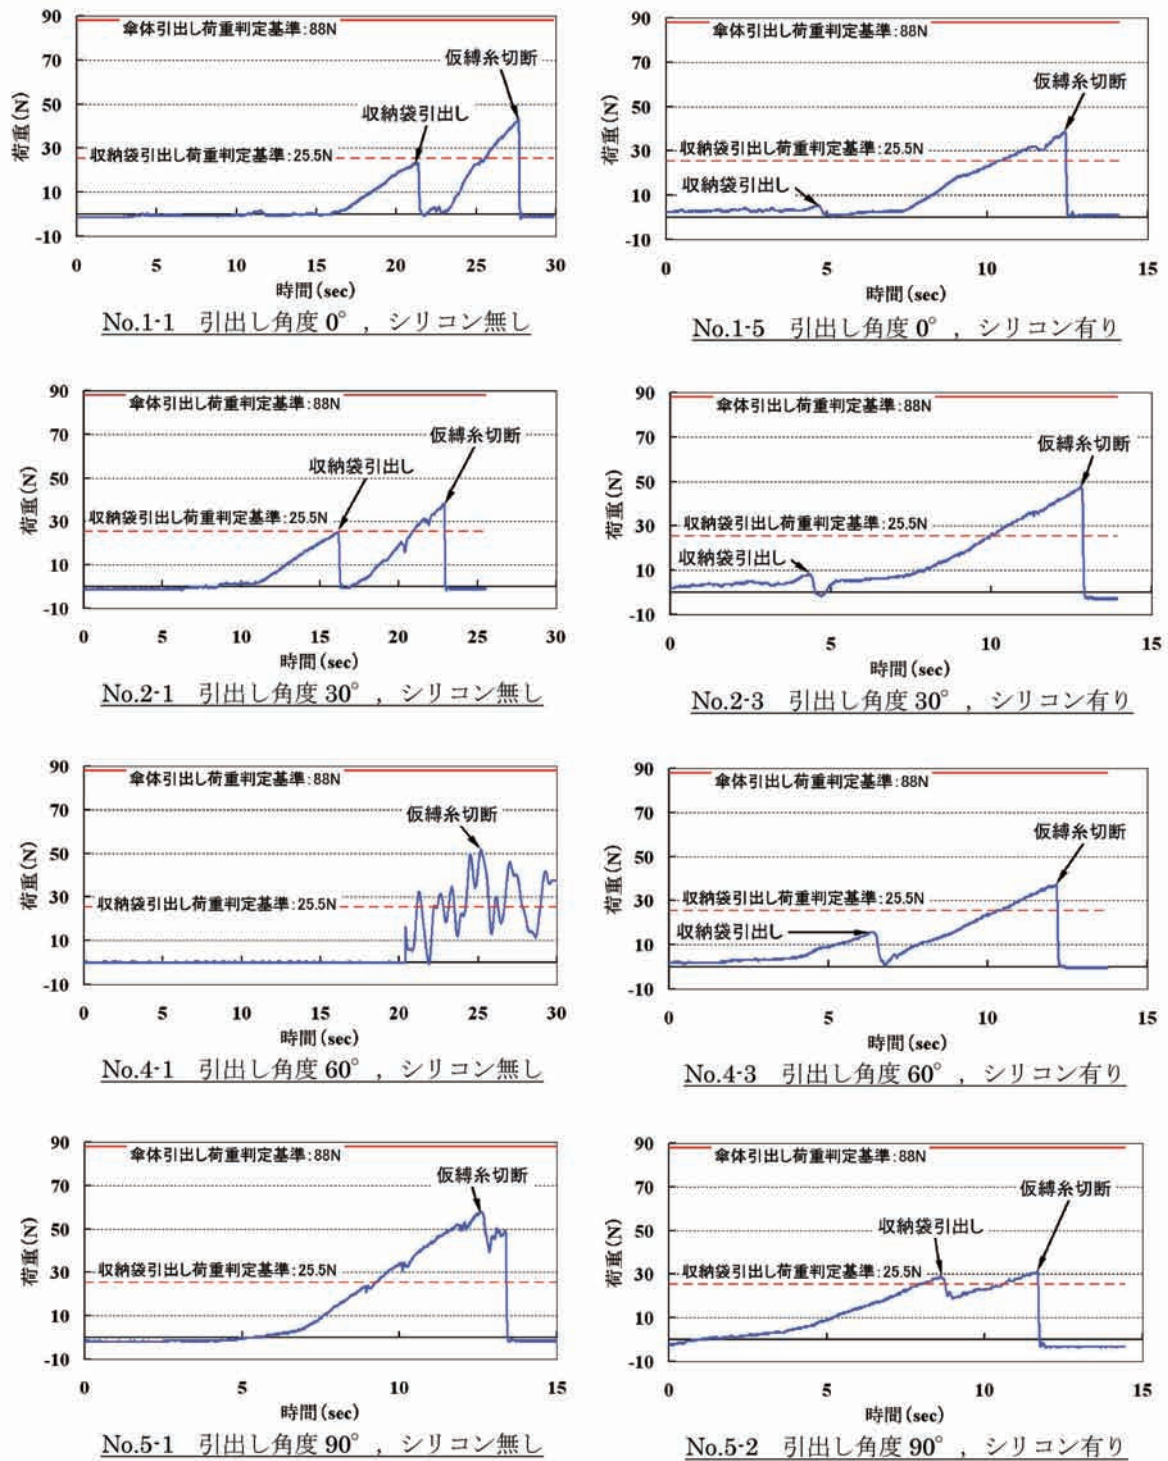 90
70
50
30
10
-10
荷重(N)
傘体引出し荷重判定基準:88N
仮縛糸切断
収納袋引出し
収納袋引出し荷重判定基準:25.5N
0 5 10 15 20 25 30
時間(sec)
No.1-1 引出し角度 0° , シリコン無し
90
70
50
30
10
-10
荷重(N)
傘体引出し荷重判定基準:88N
仮縛糸切断
収納袋引出し荷重判定基準:25.5N
収納袋引出し
0 5 10 15
時間(sec)
No.1-5 引出し角度 0° , シリコン有り
90
70
50
30
10
-10
荷重(N)
傘体引出し荷重判定基準:88N
仮縛糸切断
収納袋引出し
収納袋引出し荷重判定基準:25.5N
0 5 10 15 20 25 30
時間(sec)
No.2-1 引出し角度 30° , シリコン無し
90
70
50
30
10
-10
荷重(N)
傘体引出し荷重判定基準:88N
仮縛糸切断
収納袋引出し荷重判定基準:25.5N
収納袋引出し
0 5 10 15
時間(sec)
No.2-3 引出し角度 30° , シリコン有り
90
70
50
30
10
-10
荷重(N)
傘体引出し荷重判定基準:88N
仮縛糸切断
収納袋引出し荷重判定基準:25.5N
0 5 10 15 20 25 30
時間(sec)
No.4-1 引出し角度 60° , シリコン無し
90
70
50
30
10
-10
荷重(N)
傘体引出し荷重判定基準:88N
仮縛糸切断
収納袋引出し荷重判定基準:25.5N
収納袋引出し
0 5 10 15
時間(sec)
No.4-3 引出し角度 60° , シリコン有り
90
70
50
30
10
-10
荷重(N)
傘体引出し荷重判定基準:88N
仮縛糸切断
収納袋引出し荷重判定基準:25.5N
0 5 10 15
時間(sec)
No.5-1 引出し角度 90° , シリコン無し
90
70
50
30
10
-10
荷重(N)
傘体引出し荷重判定基準:88N
仮縛糸切断
収納袋引出し
収納袋引出し荷重判定基準:25.5N
0 5 10 15
時間(sec)
No.5-2 引出し角度 90° , シリコン有り